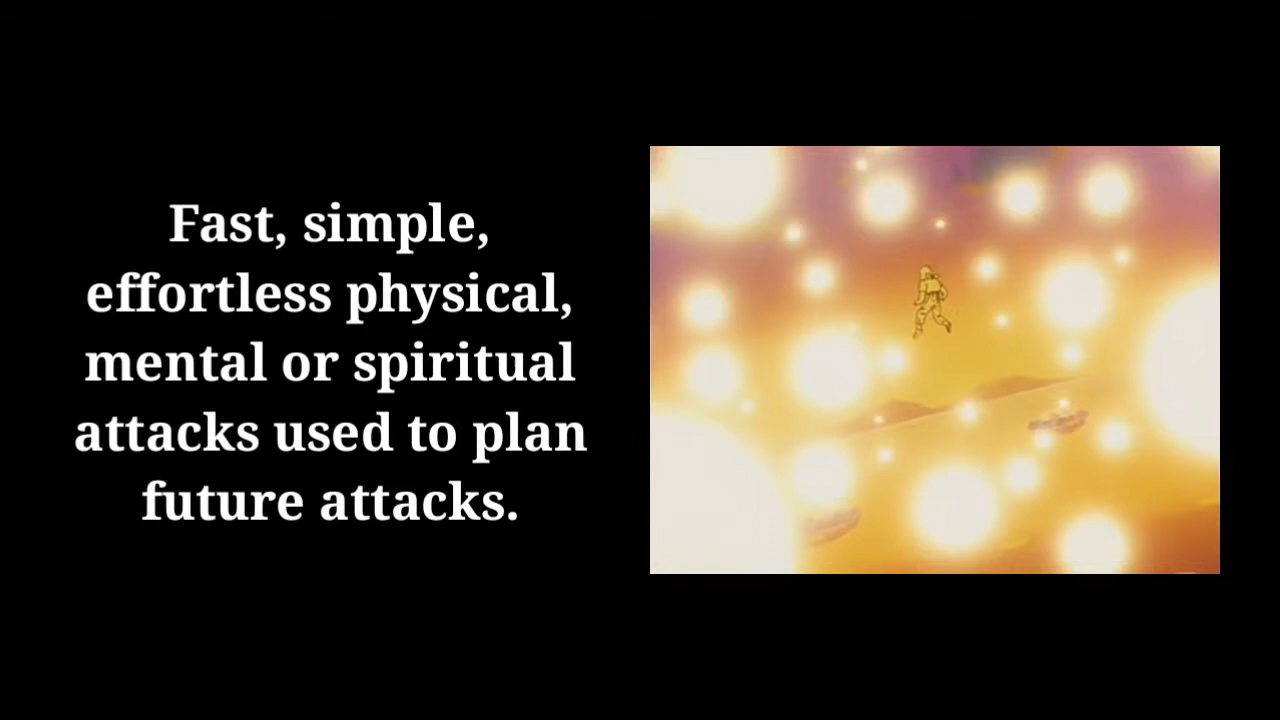 Fast, simple,
effortless physical,
mental or spiritual
attacks used to plan
future attacks.